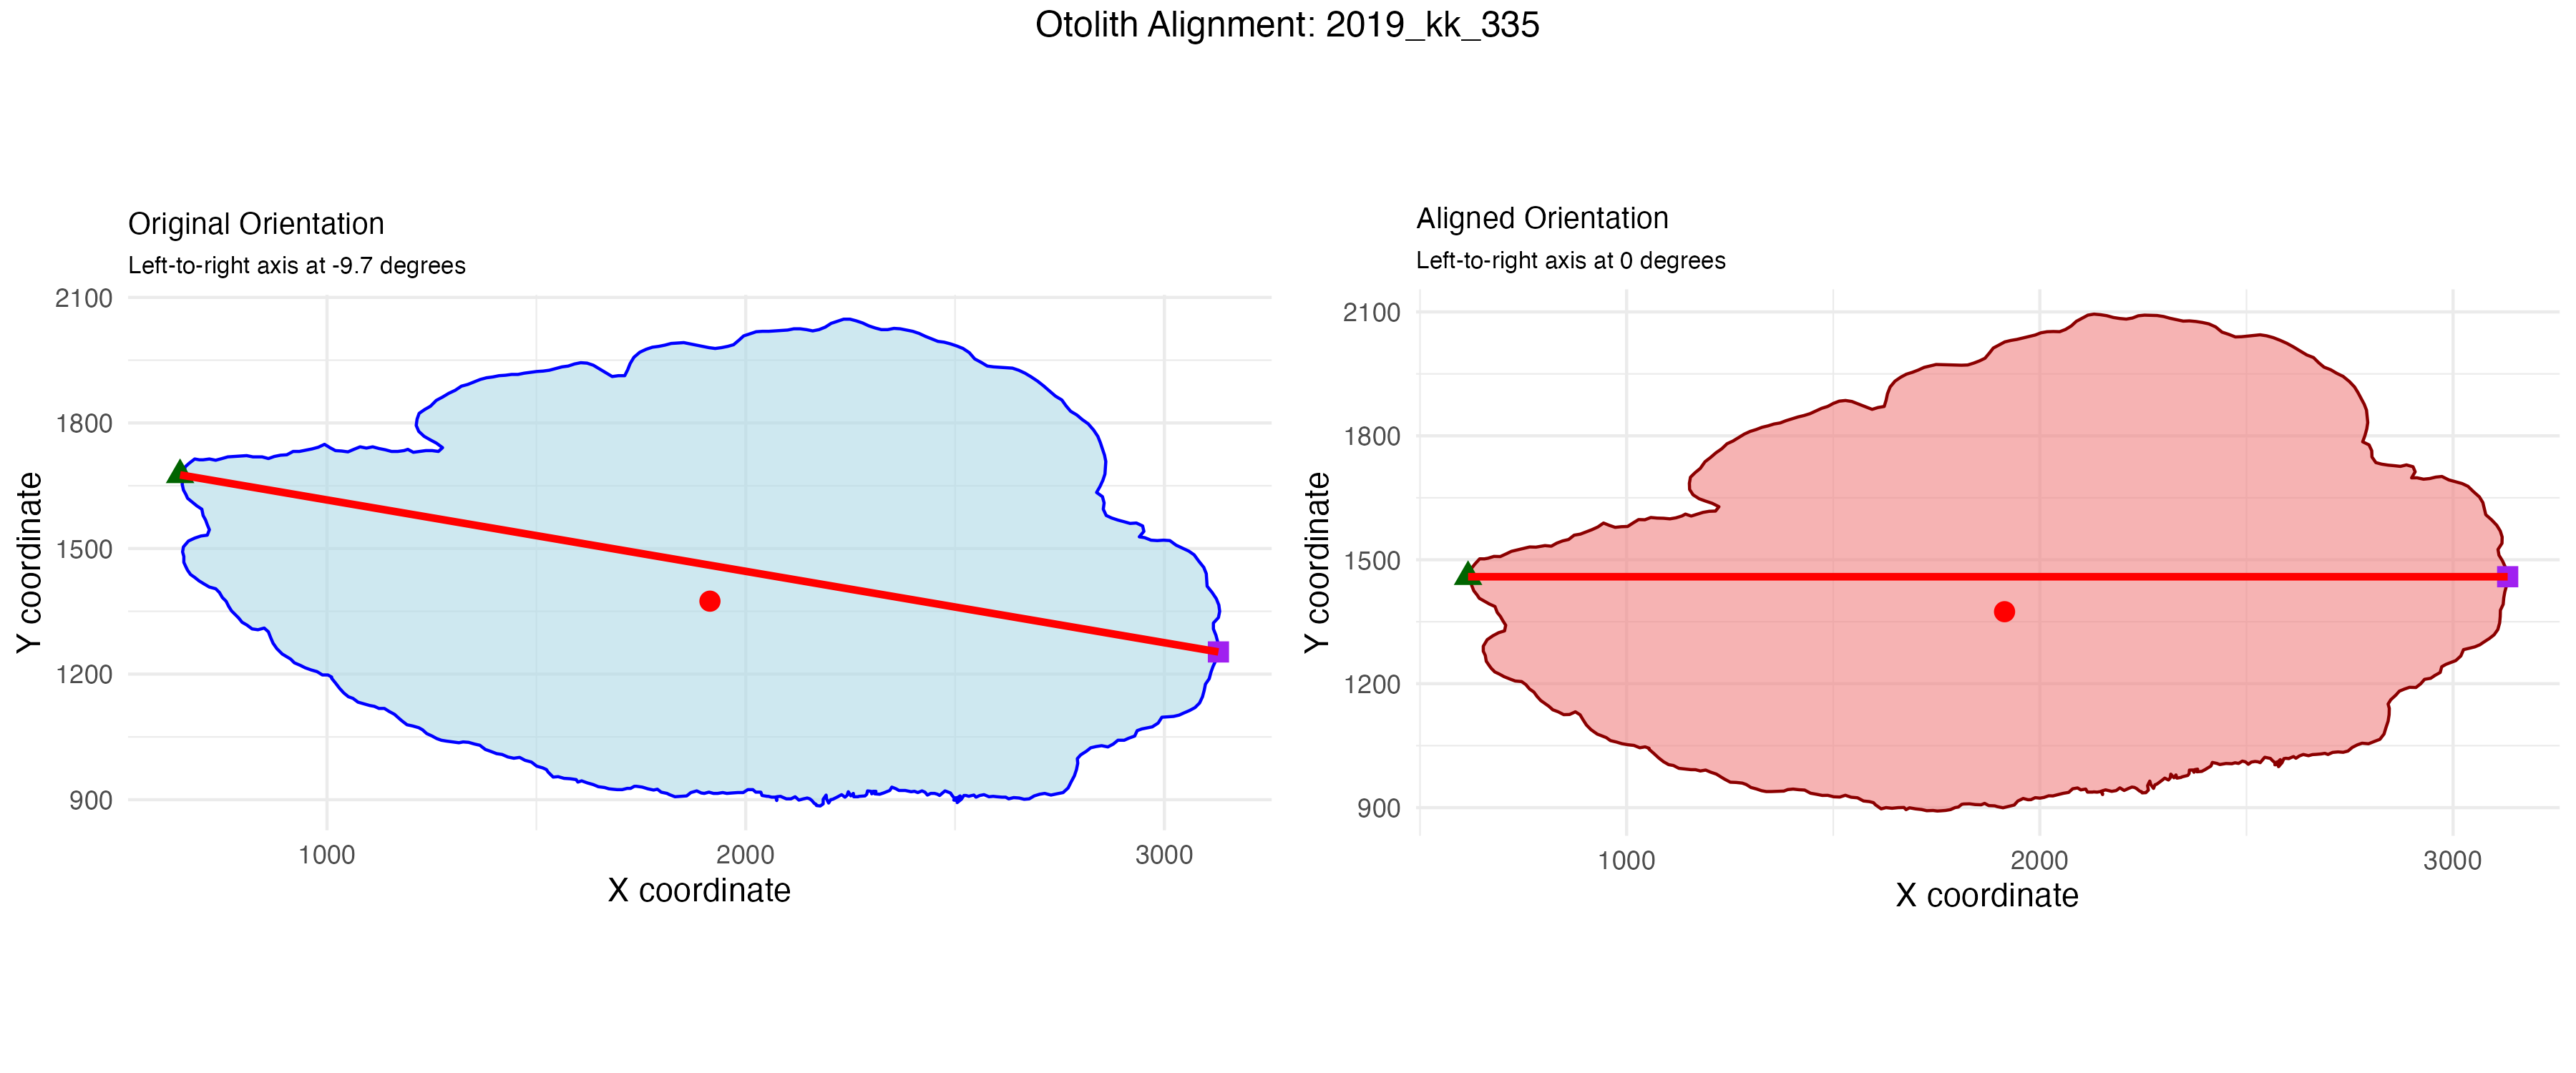 Otolith Alignment: 2019_kk_335
Original Orientation
Left-to-right axis at -9.7 degrees
2100
1800
1500
1200
900
Y coordinate
1000 2000 3000
X coordinate
Aligned Orientation
Left-to-right axis at 0 degrees
2100
1800
1500
1200
900
Y coordinate
1000 2000 3000
X coordinate